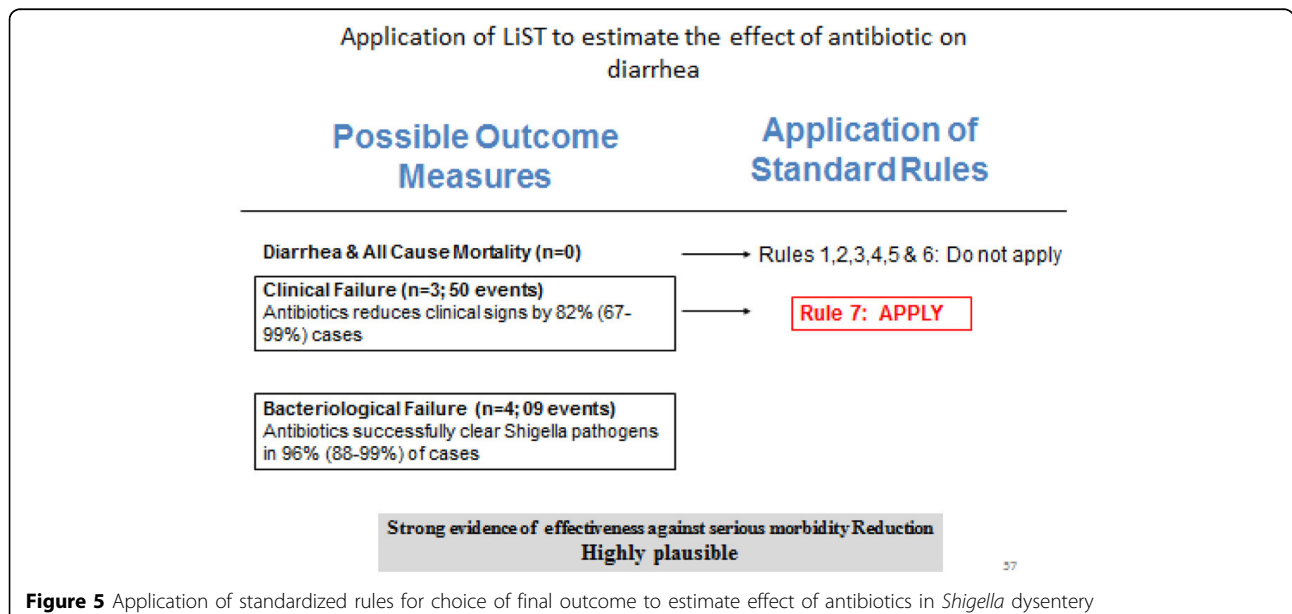 Application of LiST to estimate the effect of antibiotic on
diarrhea
Possible Outcome
Measures
Application of
Standard Rules
Diarrhea & All Cause Mortality (n=0)
Rules 1,2,3,4,5 & 6: Do not apply
Clinical Failure (n=3; 50 events)
Antibiotics reduces clinical signs by 82% (67-
99%) cases
Rule 7: APPLY
Bacteriological Failure (n=4; 09 events)
Antibiotics successfully clear Shigella pathogens
in 96% (88-99%) of cases
Strong evidence of effectiveness against serious morbidity Reduction
Highly plausible
37
Figure 5 Application of standardized rules for choice of final outcome to estimate effect of antibiotics in Shigella dysentery